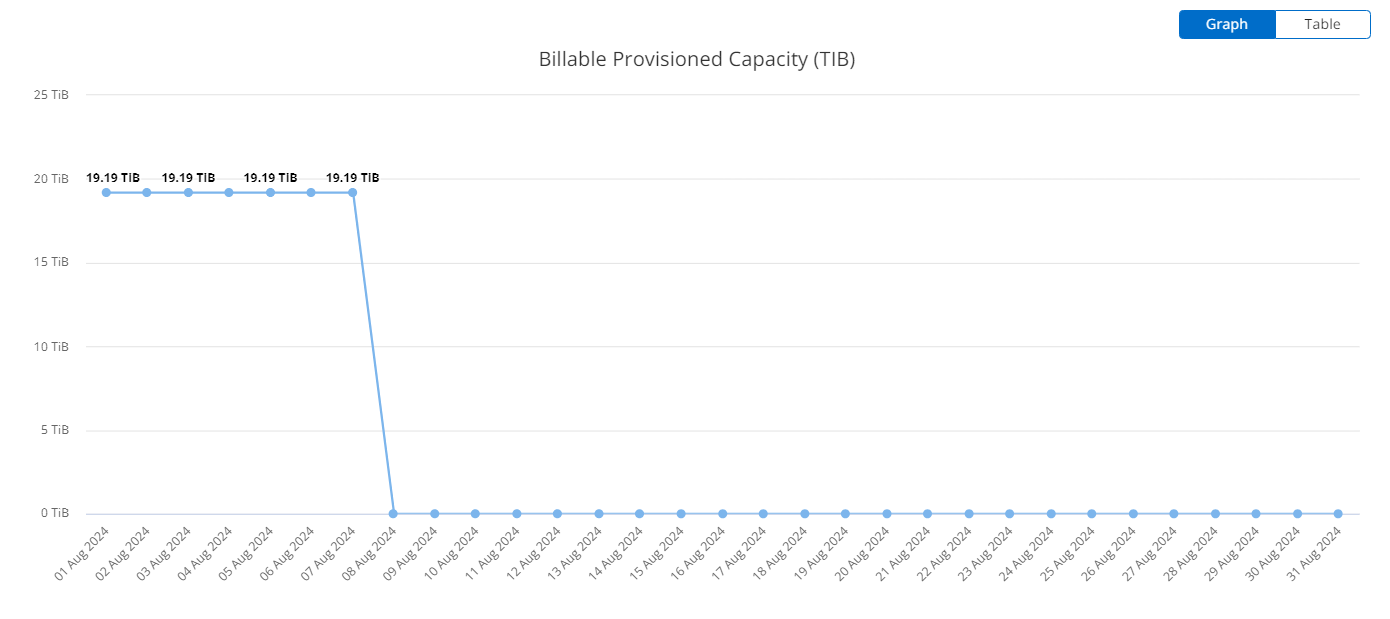 Graph Table
Billable Provisioned Capacity (TIB)
25 TiB
20 TiB
15 TiB
10 TiB
5 TiB
0 TiB
19.19 TIB 19.19 TIB 19.19 TIB 19.19 TIB
01 Aug 2024
02 Aug 2024
03 Aug 2024
04 Aug 2024
05 Aug 2024
06 Aug 2024
07 Aug 2024
08 Aug 2024
09 Aug 2024
10 Aug 2024
11 Aug 2024
12 Aug 2024
13 Aug 2024
14 Aug 2024
15 Aug 2024
16 Aug 2024
17 Aug 2024
18 Aug 2024
19 Aug 2024
20 Aug 2024
21 Aug 2024
22 Aug 2024
23 Aug 2024
24 Aug 2024
25 Aug 2024
26 Aug 2024
27 Aug 2024
28 Aug 2024
29 Aug 2024
30 Aug 2024
31 Aug 2024